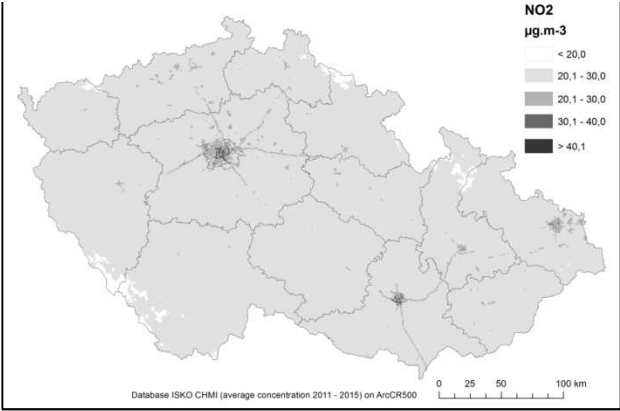 NO2
µg.m-3
< 20,0
20,1 - 30,0
20,1 - 30,0
30,1 - 40,0
> 40,1
0 25 50 100 km
Database ISKO CHMI (average concentration 2011 - 2015) on ArcCR500